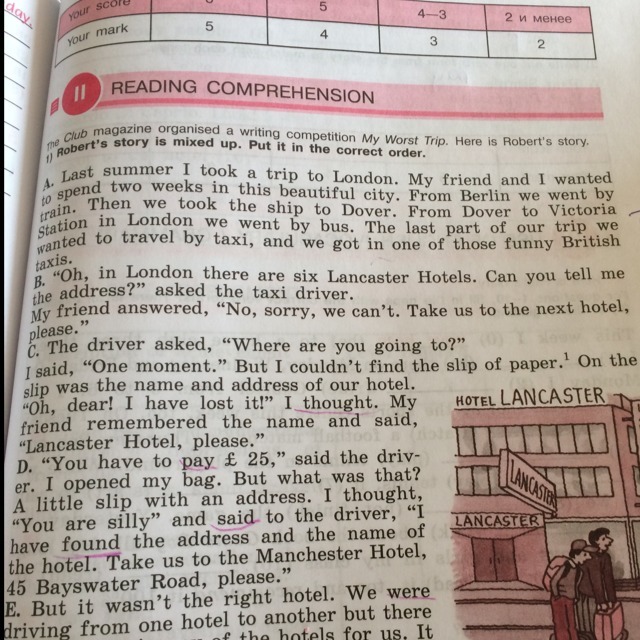 day.
Your score 5 4—3 2 и менее
Your mark 5 4 3 2
II READING COMPREHENSION
The Club magazine organised a writing competition My Worst Trip. Here is Robert's story.
1) Robert's story is mixed up. Put it in the correct order.
A. Last summer I took a trip to London. My friend and I wanted
to spend two weeks in this beautiful city. From Berlin we went by
train. Then we took the ship to Dover. From Dover to Victoria
Station in London we went by bus. The last part of our trip we
wanted to travel by taxi, and we got in one of those funny British
taxis.
B. "Oh, in London there are six Lancaster Hotels. Can you tell me
the address?" asked the taxi driver.
My friend answered, "No, sorry, we can't. Take us to the next hotel,
please."
C. The driver asked, "Where are you going to?"
I said, "One moment." But I couldn't find the slip of paper.¹ On the
slip was the name and address of our hotel.
"Oh, dear! I have lost it!" I thought. My
friend remembered the name and said,
"Lancaster Hotel, please."
D. "You have to pay £ 25," said the driv-
er. I opened my bag. But what was that?
A little slip with an address. I thought,
"You are silly" and said to the driver, "I
have found the address and the name of
the hotel. Take us to the Manchester Hotel,
45 Bayswater Road, please."
E. But it wasn't the right hotel. We were
driving from one hotel to another but there
of the hotels for us. It
HOTEL LANCASTER
LANCASTER
LANCASTER